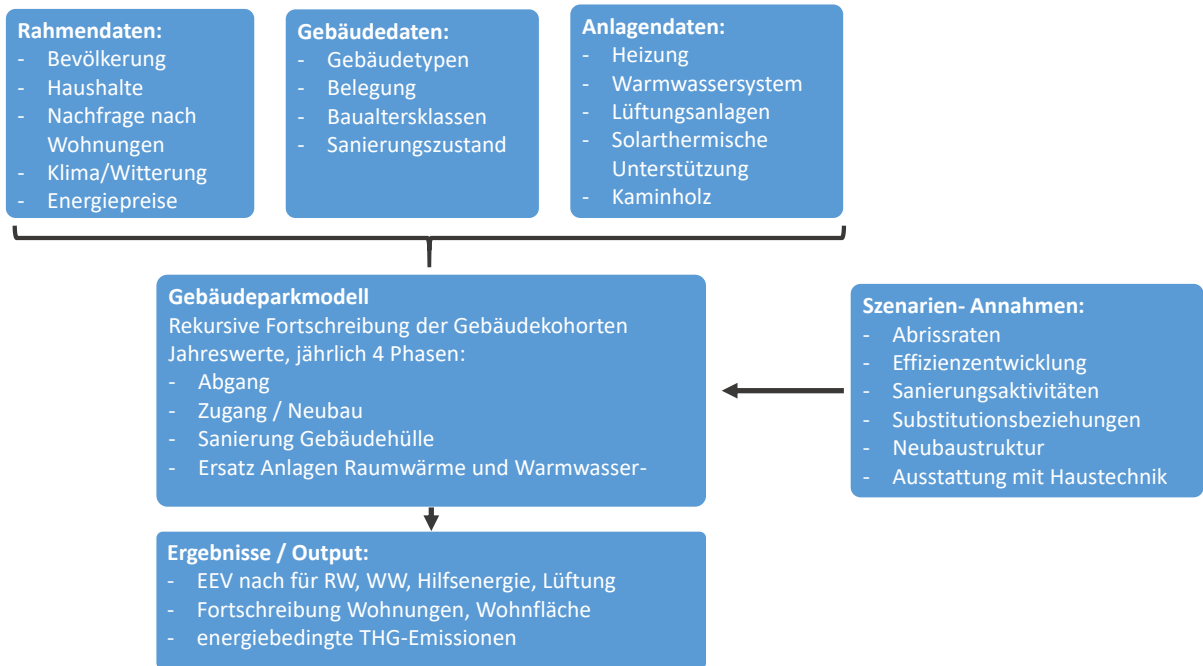 Rahmendaten:
- Bevölkerung
- Haushalte
- Nachfrage nach
Wohnungen
- Klima/Witterung
- Energiepreise
Gebäudedaten:
- Gebäudetypen
- Belegung
- Baualtersklassen
- Sanierungszustand
Anlagendaten:
- Heizung
- Warmwassersystem
- Lüftungsanlagen
- Solarthermische
Unterstützung
- Kaminholz
Gebäudeparkmodell
Rekursive Fortschreibung der Gebäudekohorten
Jahreswerte, jährlich 4 Phasen:
- Abgang
- Zugang / Neubau
- Sanierung Gebäudehülle
- Ersatz Anlagen Raumwärme und Warmwasser-
Szenarien- Annahmen:
- Abrissraten
- Effizienzentwicklung
- Sanierungsaktivitäten
- Substitutionsbeziehungen
- Neubaustruktur
- Ausstattung mit Haustechnik
Ergebnisse / Output:
- EEV nach für RW, WW, Hilfsenergie, Lüftung
- Fortschreibung Wohnungen, Wohnfläche
- energiebedingte THG-Emissionen